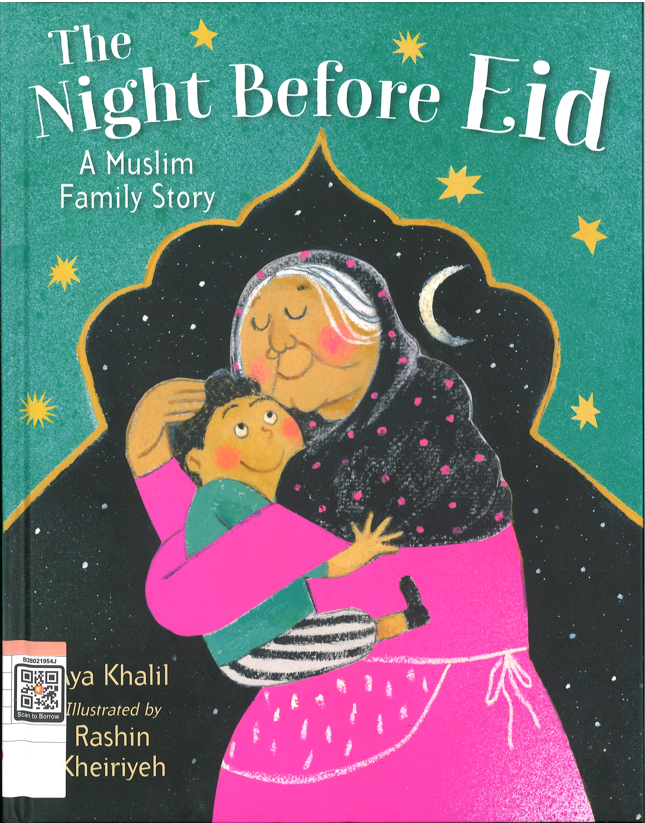 The
Night Before Eid
A Muslim
Family Story
B38021954J
Scan to Borrow
ya Khalil
Illustrated by
Rashin
Kheiriyeh